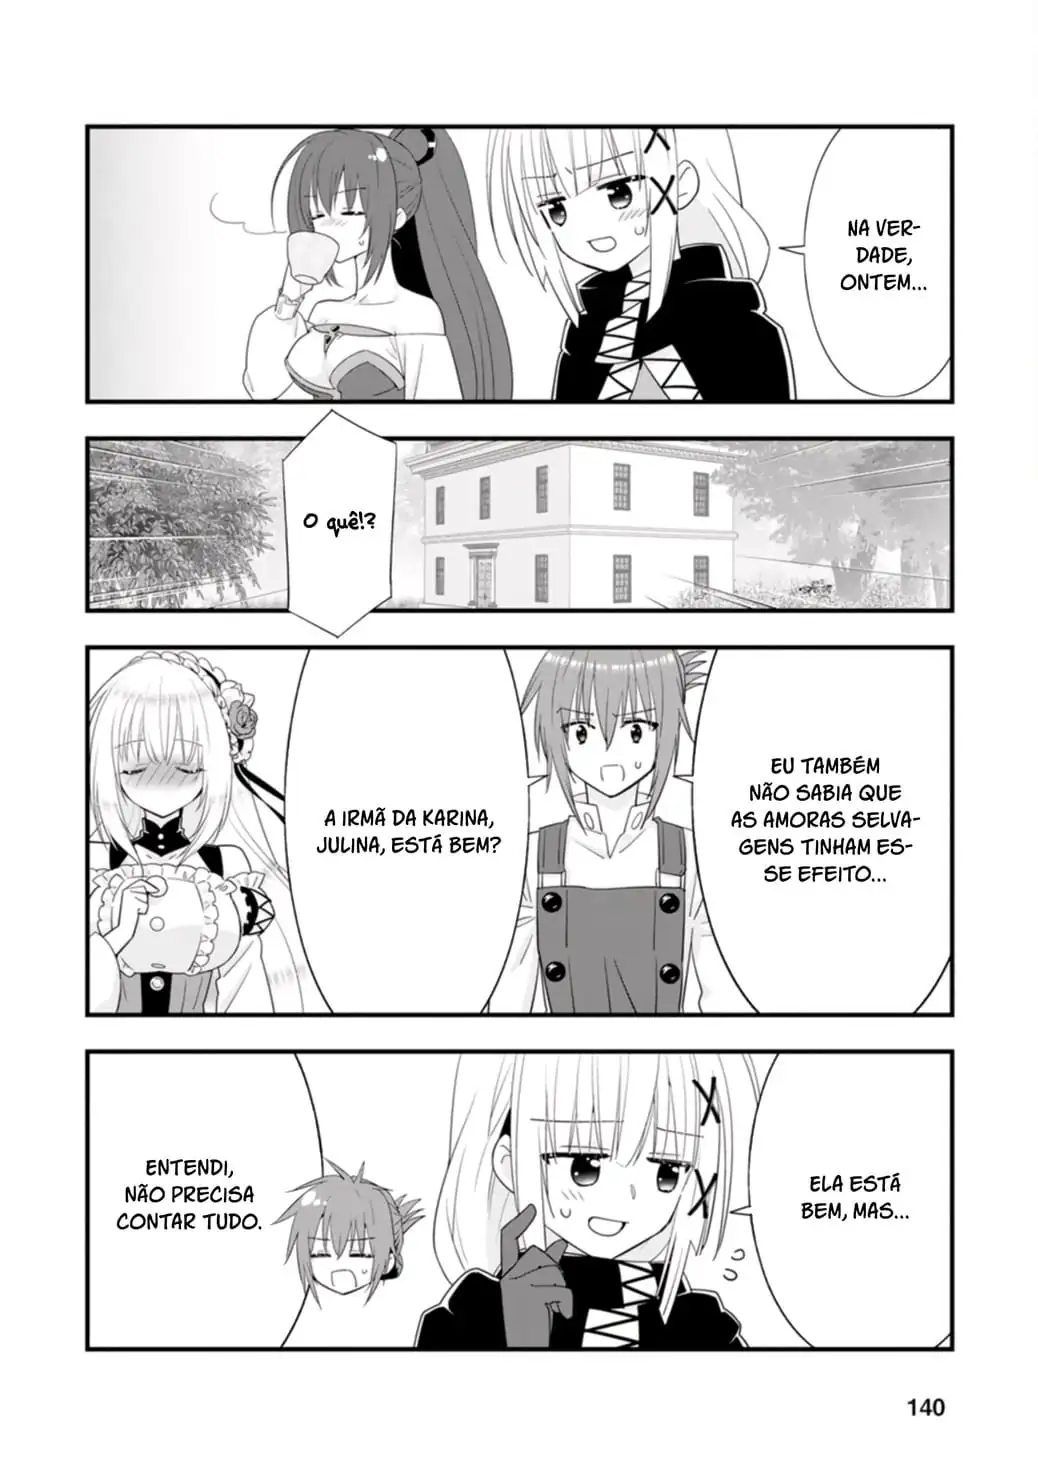 NA VER-
DADE,
ONTEM...
O quê!?
EU TAMBÉM
NÃO SABIA QUE
AS AMORAS SELVA-
GENS TINHAM ES-
SE EFEITO...
A IRMÃ DA KARINA,
JULINA, ESTÁ BEM?
ELA ESTÁ
BEM, MAS...
ENTENDI,
NÃO PRECISA
CONTAR TUDO.
140